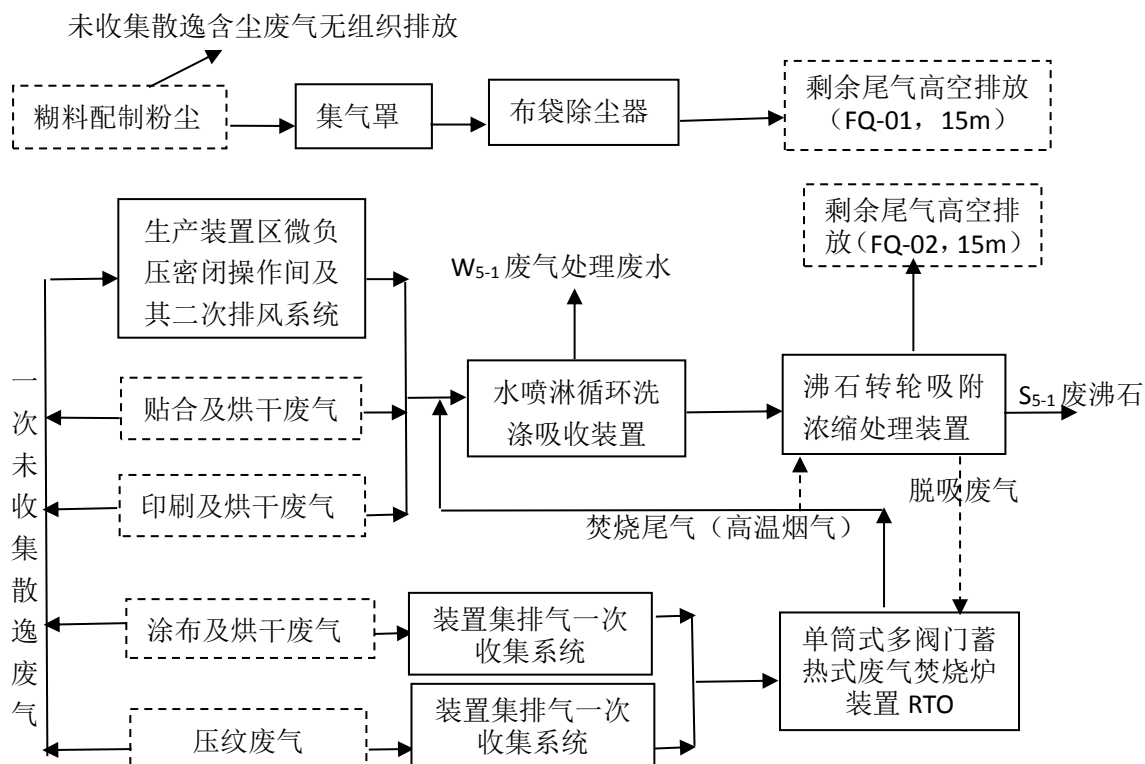 未收集散逸含尘废气无组织排放
糊料配制粉尘
集气罩
布袋除尘器
剩余尾气高空排放
（FQ-01，15m）
生产装置区微负
压密闭操作间及
其二次排风系统
W5-1 废气处理废水
剩余尾气高空排
放（FQ-02，15m）
一次未收集散逸废气
贴合及烘干废气
水喷淋循环洗
涤吸收装置
沸石转轮吸附
浓缩处理装置
S5-1 废沸石
印刷及烘干废气
焚烧尾气（高温烟气）
脱吸废气
涂布及烘干废气
装置集排气一次
收集系统
单筒式多阀门蓄
热式废气焚烧炉
装置 RTO
压纹废气
装置集排气一次
收集系统